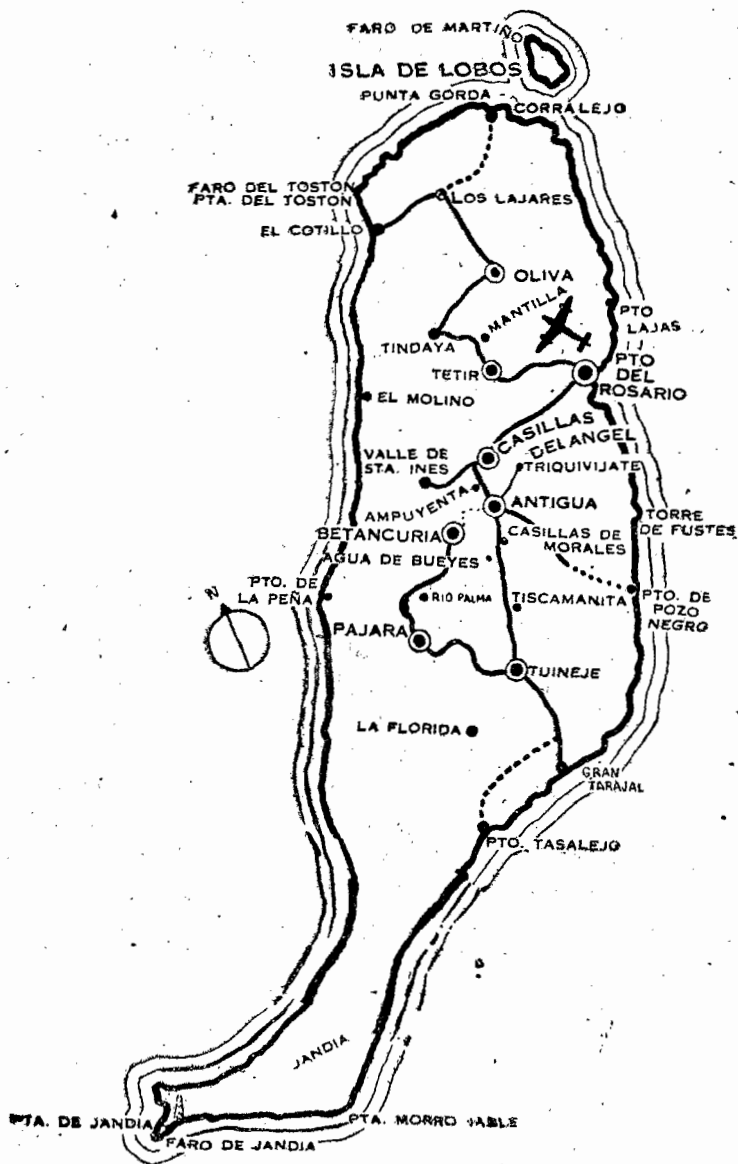 FARO DE MARTIÑO
ISLA DE LOBOS
PUNTA GORDA
CORRALEJO
FARO DEL TOSTON
PTA. DEL TOSTON
LOS LAJARES
EL COTILLO
OLIVA
MANTILLA
PTO
LAJAS
TINDAYA
TETIR
PTO
DEL
ROSARIO
EL MOLINO
CASILLAS
DEL ANGEL
VALLE DE
STA. INES
TRIQUIVIJATE
AMPUYENTA
ANTIGUA
TORRE
DE FUSTES
BETANCURIA
CASILLAS DE
MORALES
AGUA DE BUEYES
PTO. DE
LA PEÑA
RIO PALMA
TISCAMANITA
PTO. DE
POZO
NEGRO
N
PAJARA
TUINEJE
LA FLORIDA
GRAN
TARAJAL
PTO. TASALEJO
JANDIA
PTA. DE JANDIA
FARO DE JANDIA
PTA. MORRO JABLE